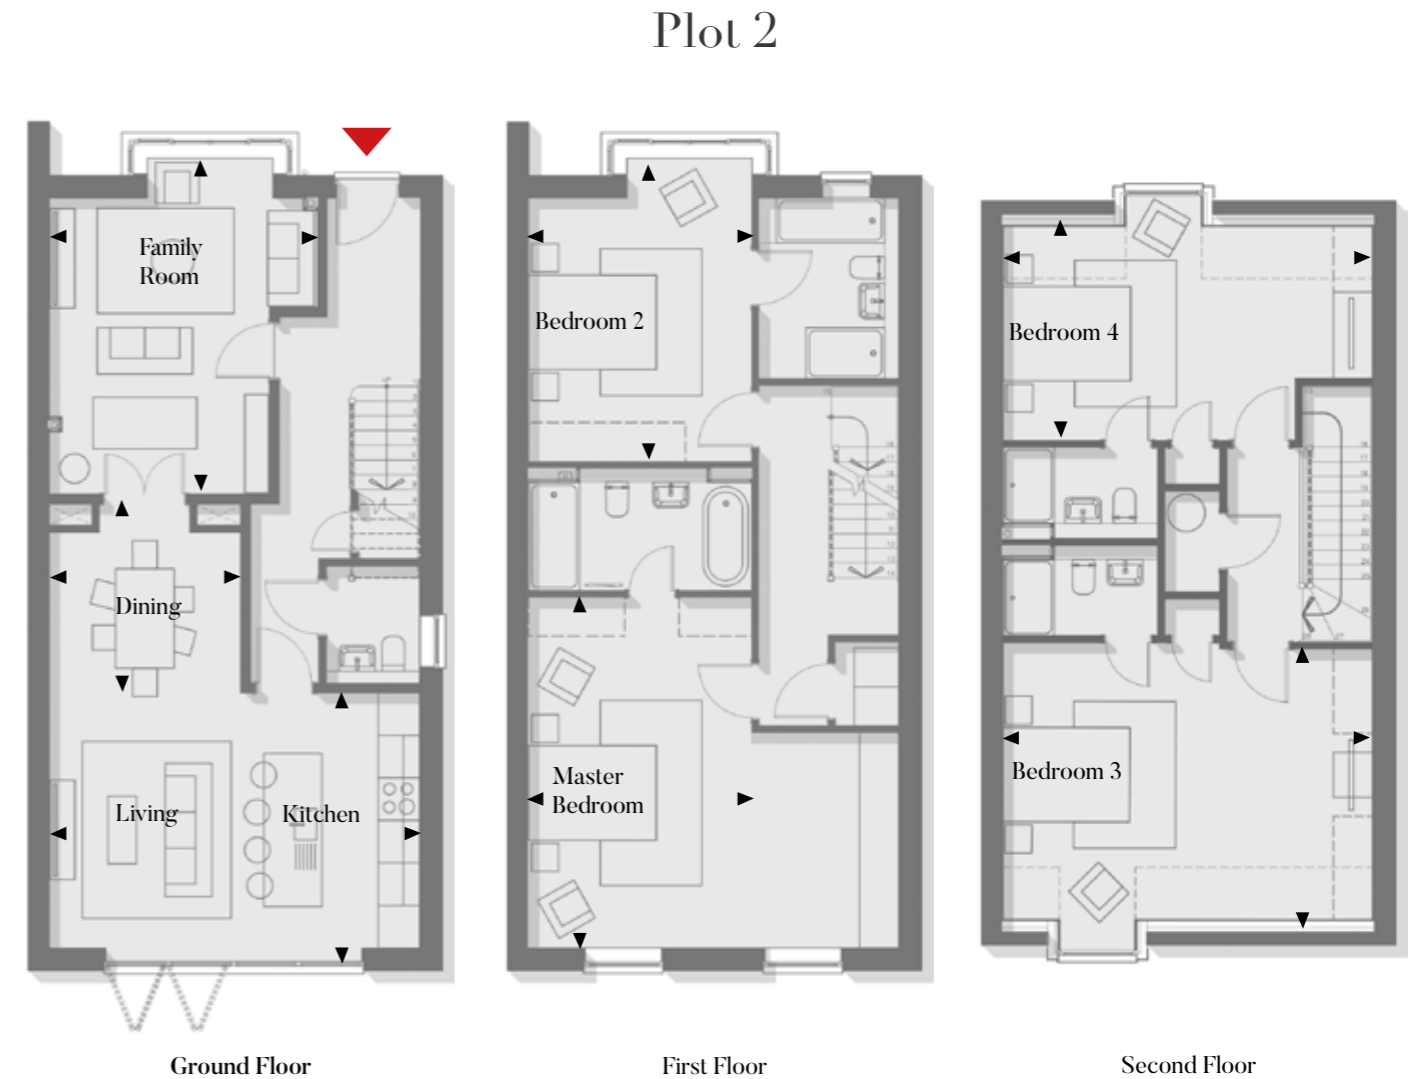 Plot 2
Family
Room
Dining
Living
Kitchen
Ground Floor
Bedroom 2
Master
Bedroom
First Floor
Bedroom 4
Bedroom 3
Second Floor